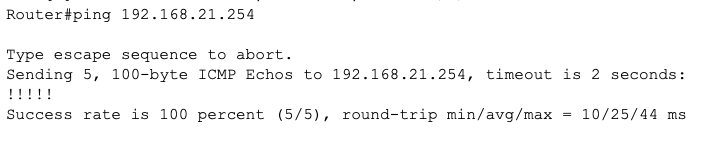 Router#ping 192.168.21.254
Type escape sequence to abort.
Sending 5, 100-byte ICMP Echos to 192.168.21.254, timeout is 2 seconds:
!!!!!
Success rate is 100 percent (5/5), round-trip min/avg/max = 10/25/44 ms